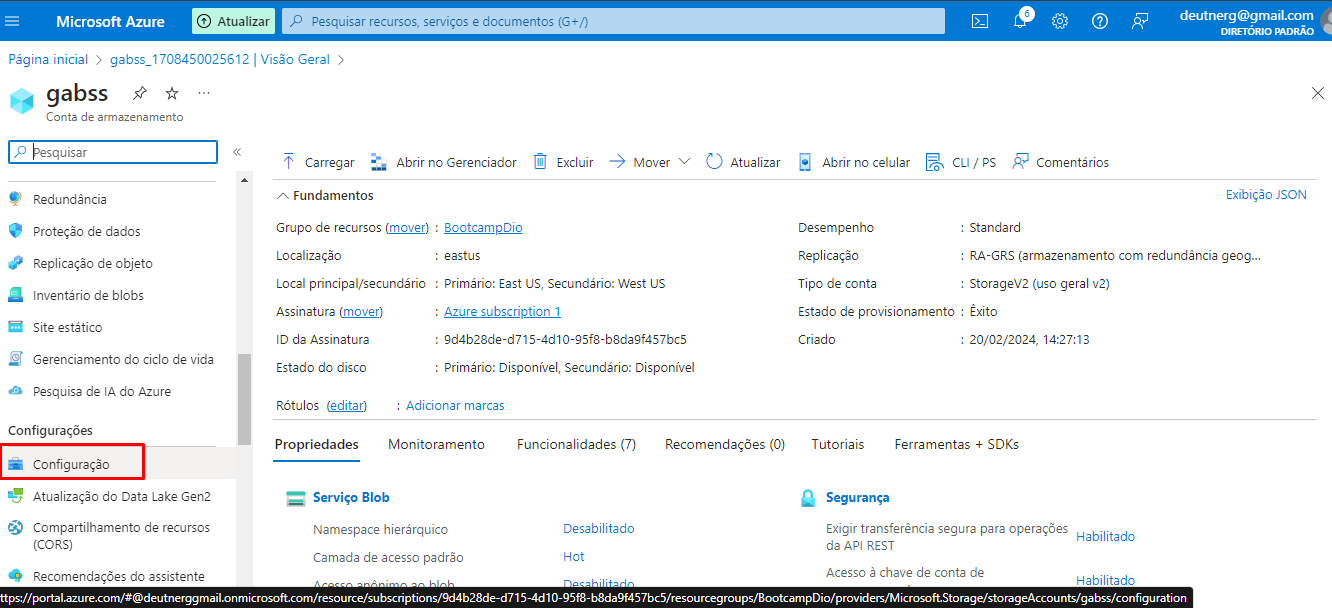 Microsoft Azure
Atualizar
Pesquisar recursos, serviços e documentos (G+/)
6
deutnerg@gmail.com
DIRETÓRIO PADRÃO
Página inicial > gabss_1708450025612 | Visão Geral >
gabss
Conta de armazenamento
Pesquisar
Redundância
Proteção de dados
Replicação de objeto
Inventário de blobs
Site estático
Gerenciamento do ciclo de vida
Pesquisa de IA do Azure
Configurações
Configuração
Atualização do Data Lake Gen2
Compartilhamento de recursos
(CORS)
Recomendações do assistente
Carregar Abrir no Gerenciador Excluir Mover Atualizar Abrir no celular CLI / PS Comentários
Fundamentos
Exibição JSON
Grupo de recursos (mover) : BootcampDio
Localização : eastus
Local principal/secundário : Primário: East US, Secundário: West US
Assinatura (mover) : Azure subscription 1
ID da Assinatura : 9d4b28de-d715-4d10-95f8-b8da9f457bc5
Estado do disco : Primário: Disponível, Secundário: Disponível
Desempenho : Standard
Replicação : RA-GRS (armazenamento com redundância geog...
Tipo de conta : StorageV2 (uso geral v2)
Estado de provisionamento : Êxito
Criado : 20/02/2024, 14:27:13
Rótulos (editar) : Adicionar marcas
Propriedades Monitoramento Funcionalidades (7) Recomendações (0) Tutoriais Ferramentas + SDKs
Serviço Blob
Namespace hierárquico Desabilitado
Camada de acesso padrão Hot
Acesso anônimo ao blob Desabilitado
Segurança
Exigir transferência segura para operações
da API REST Habilitado
Acesso à chave de conta de
Habilitado
ttps://portal.azure.com/#@deutnerggmail.onmicrosoft.com/resource/subscriptions/9d4b28de-d715-4d10-95f8-b8da9f457bc5/resourcegroups/BootcampDio/providers/Microsoft.Storage/storageAccounts/gabss/configuration